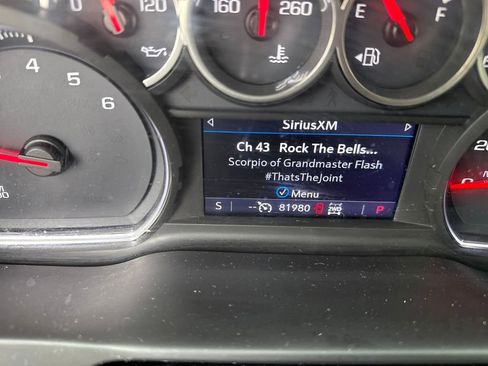 120 160 260 E F
4 5 6
SiriusXM
Ch 43 Rock The Bells...
Scorpio of Grandmaster Flash
#ThatsTheJoint
Menu
S -- 81980 2WD P